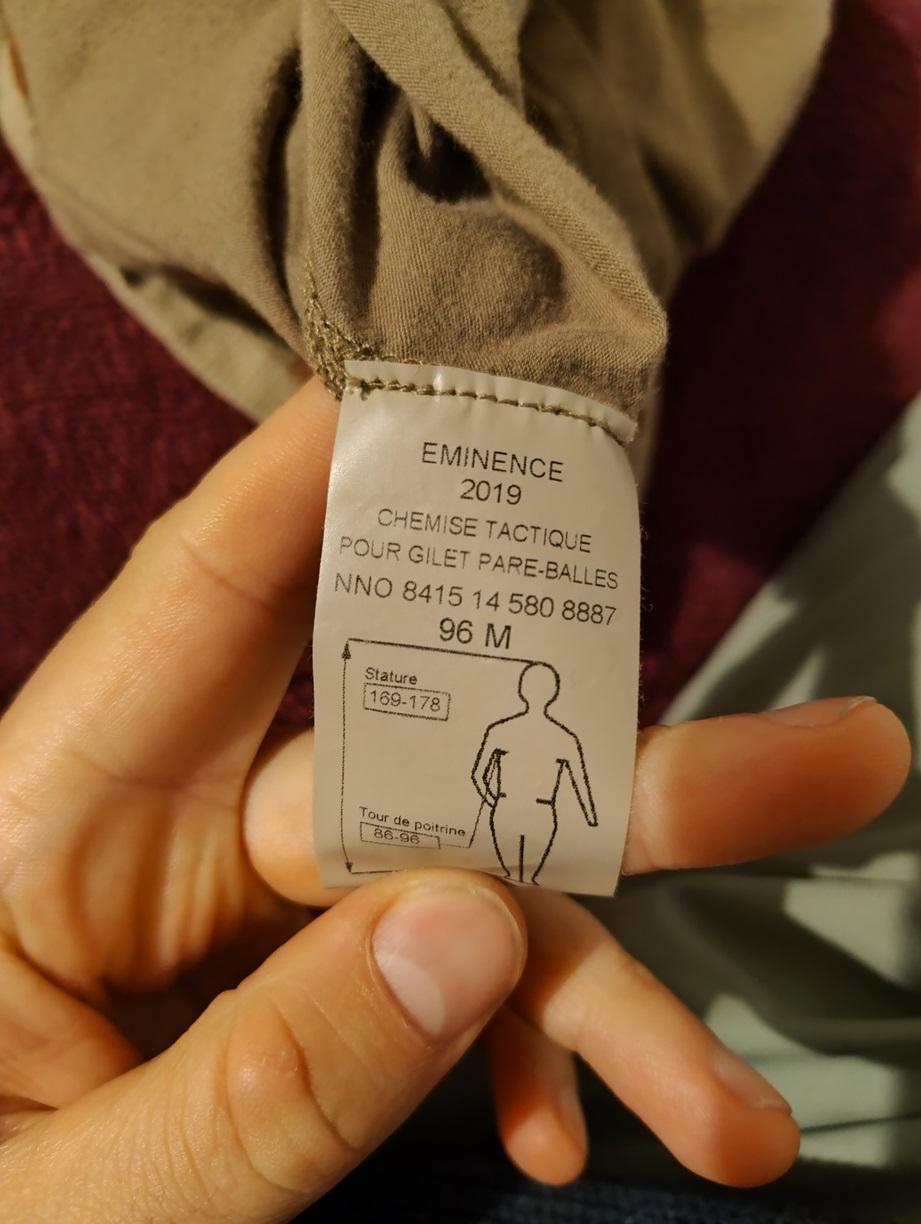 EMINENCE
2019
CHEMISE TACTIQUE
POUR GILET PARE-BALLES
NNO 8415 14 580 8887
96 M
Stature
169-178
Tour de poitrine
86-96